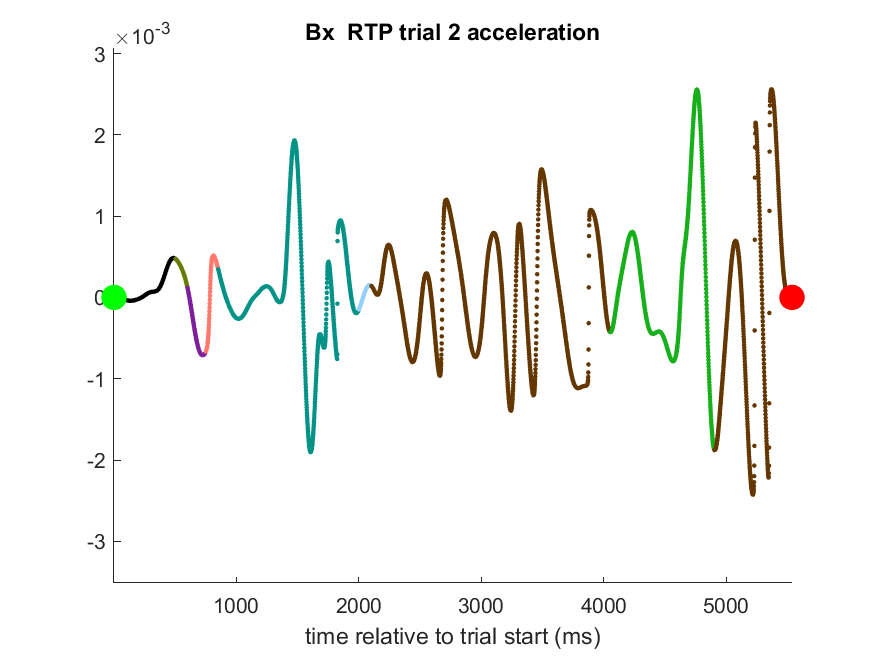 Bx  RTP trial 2 acceleration
×10-3
3
2
1
0
-1
-2
-3
1000 2000 3000 4000 5000
time relative to trial start (ms)